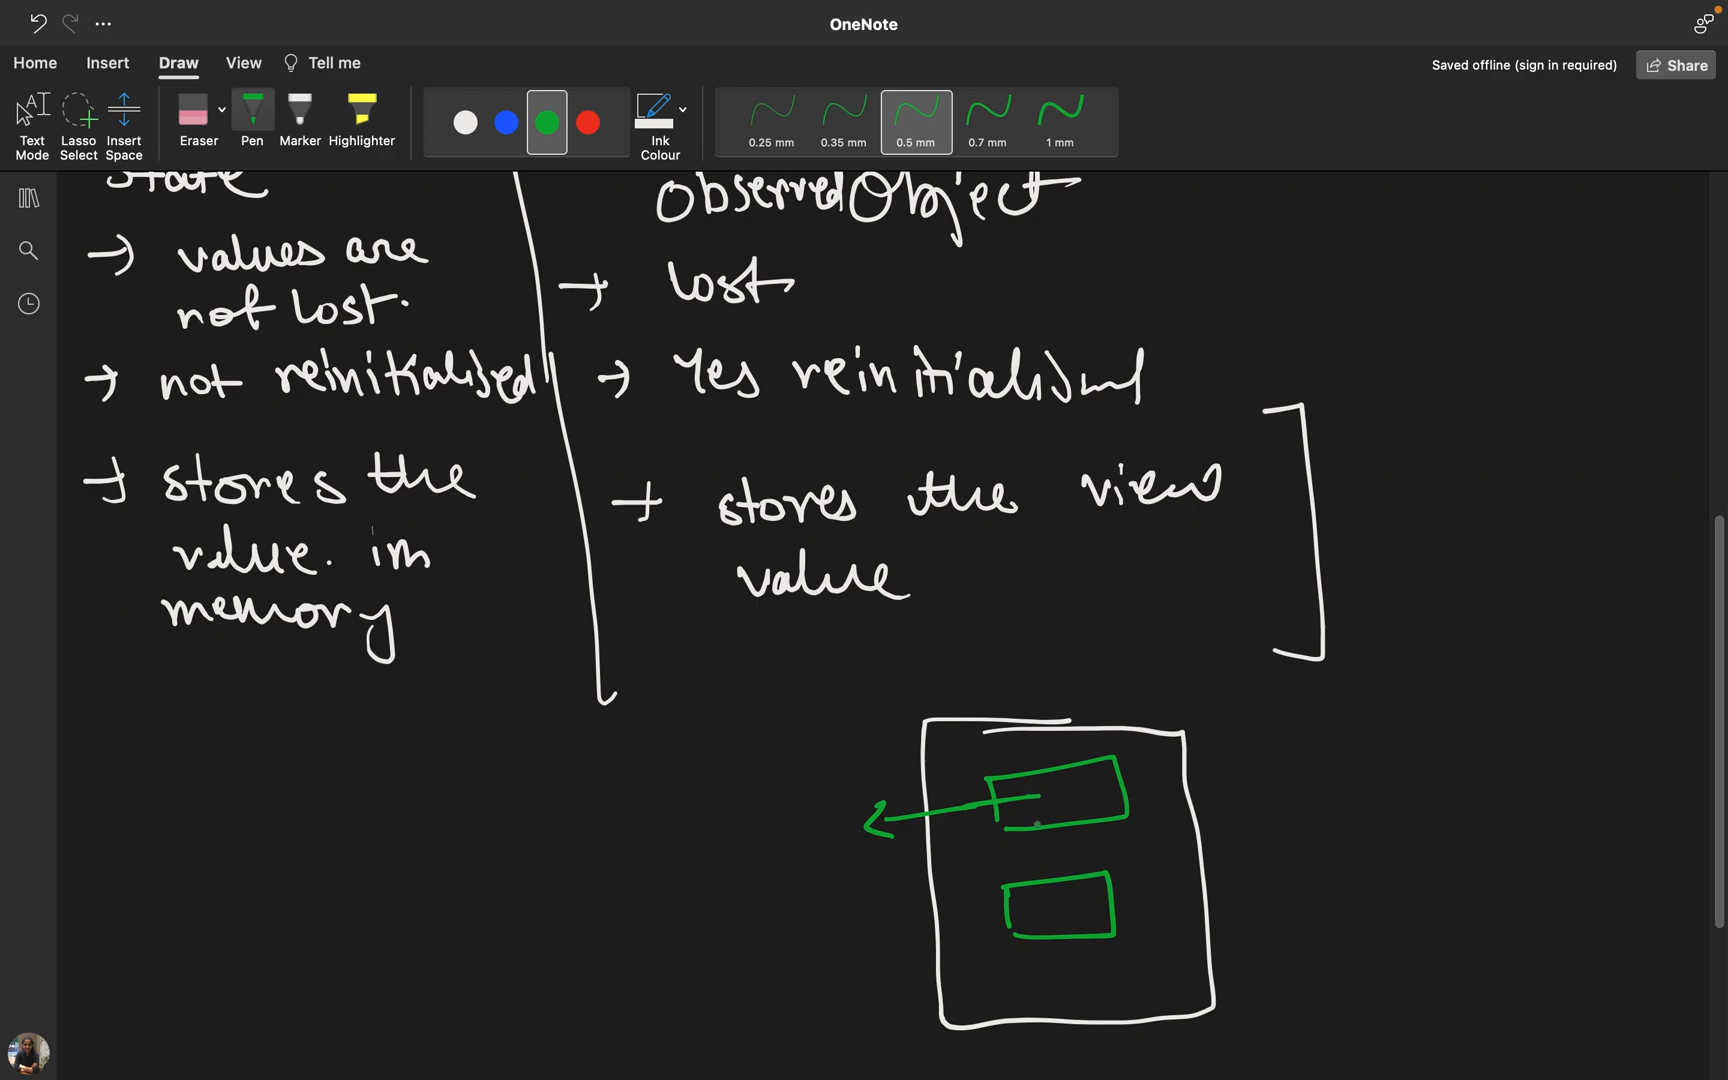 OneNote
Home Insert Draw View Tell me
Saved offline (sign in required) Share
Text Mode
Lasso Select
Insert Space
Eraser
Pen
Marker
Highlighter
Ink Colour
0.25 mm
0.35 mm
0.5 mm
0.7 mm
1 mm
State
→ values are
not lost.
→ not reinitialized
→ stores the
value. in
memory
ObservedObject
→ lost
→ Yes reinitialized
→ stores the view
value